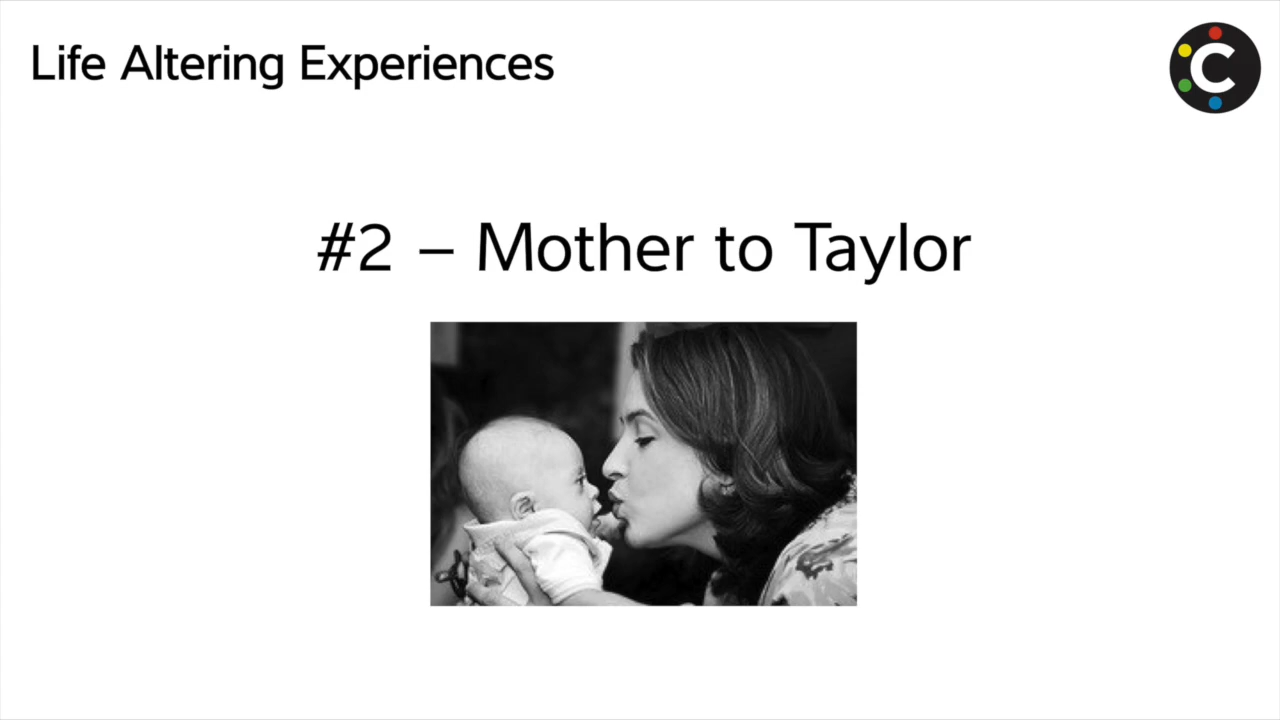 Life Altering Experiences
C
#2 – Mother to Taylor